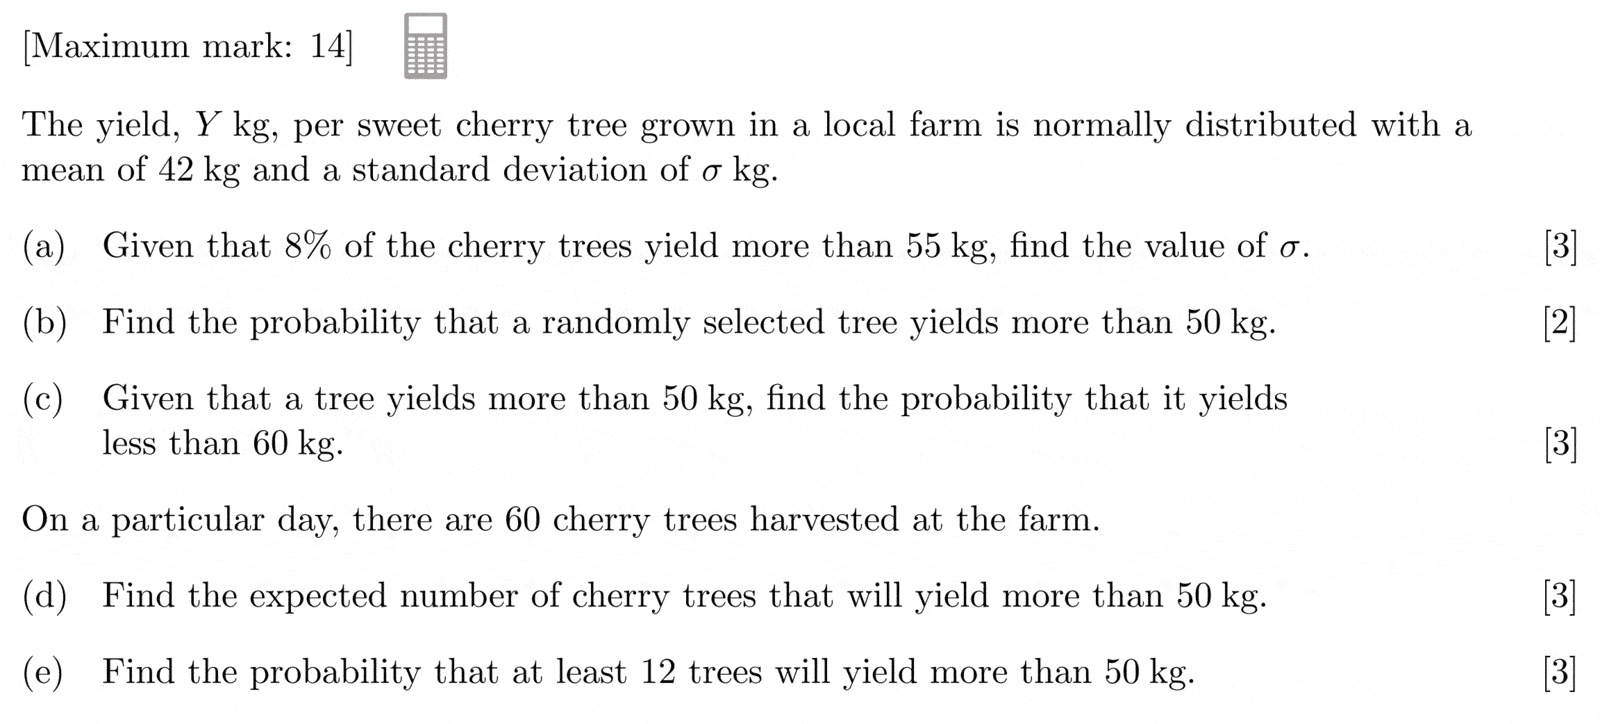 [Maximum mark: 14]
The yield, Y kg, per sweet cherry tree grown in a local farm is normally distributed with a
mean of 42 kg and a standard deviation of σ kg.
(a) Given that 8% of the cherry trees yield more than 55 kg, find the value of σ. [3]
(b) Find the probability that a randomly selected tree yields more than 50 kg. [2]
(c) Given that a tree yields more than 50 kg, find the probability that it yields
less than 60 kg. [3]
On a particular day, there are 60 cherry trees harvested at the farm.
(d) Find the expected number of cherry trees that will yield more than 50 kg. [3]
(e) Find the probability that at least 12 trees will yield more than 50 kg. [3]